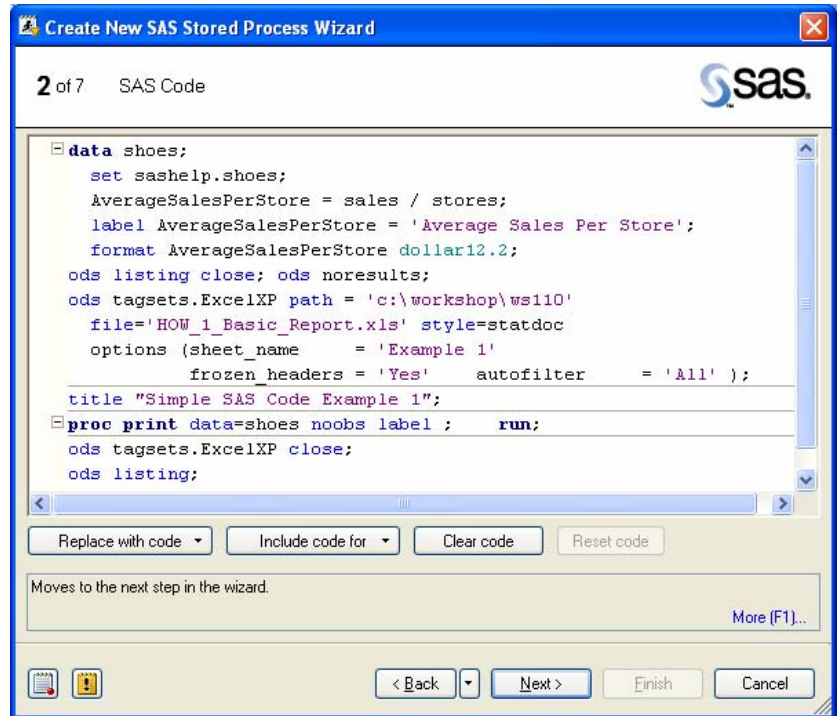 Create New SAS Stored Process Wizard
2 of 7 SAS Code
sas.
data shoes;
set sashelp.shoes;
AverageSalesPerStore = sales / stores;
label AverageSalesPerStore = 'Average Sales Per Store';
format AverageSalesPerStore dollar12.2;
ods listing close; ods noresults;
ods tagsets.ExcelXP path = 'c:\workshop\ws110'
file='HOW_1_Basic_Report.xls' style=statdoc
options (sheet_name = 'Example 1'
frozen_headers = 'Yes' autofilter = 'All' );
title "Simple SAS Code Example 1";
proc print data=shoes noobs label ; run;
ods tagsets.ExcelXP close;
ods listing;
Replace with code Include code for Clear code Reset code
Moves to the next step in the wizard.
More (F1)...
< Back Next > Finish Cancel